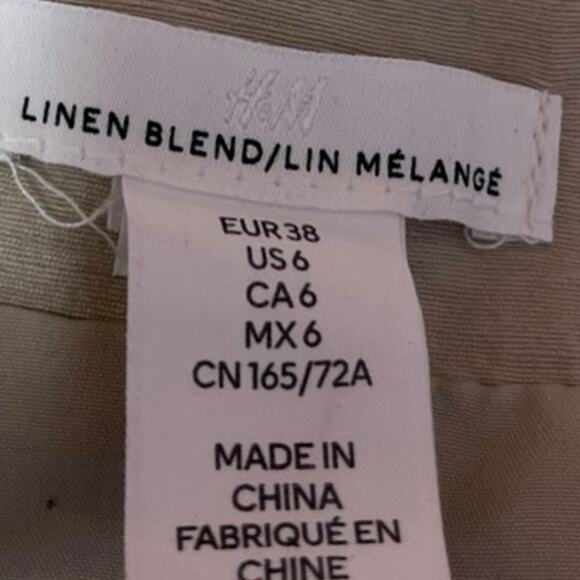 H&M
LINEN BLEND/LIN MÉLANGÉ
EUR 38
US 6
CA 6
MX 6
CN 165/72A
MADE IN
CHINA
FABRIQUÉ EN
CHINE